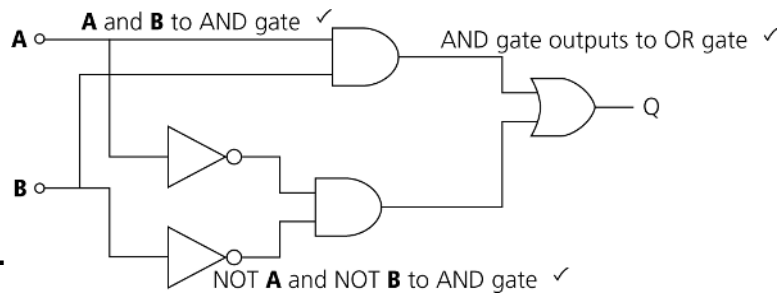 A and B to AND gate ✓
A
AND gate outputs to OR gate ✓
Q
B
NOT A and NOT B to AND gate ✓